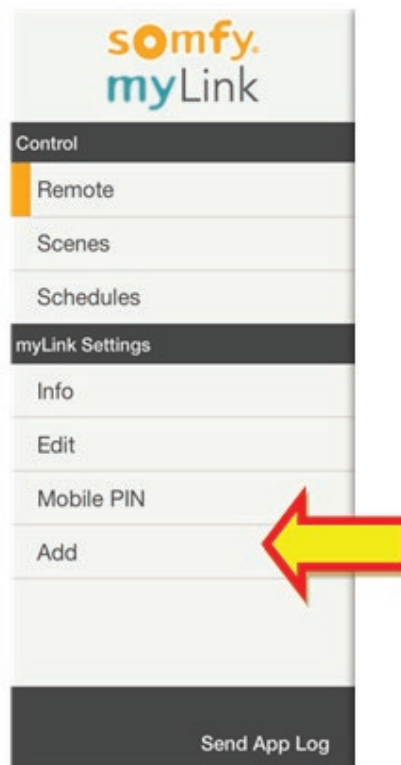 somfy.
myLink
Control
Remote
Scenes
Schedules
myLink Settings
Info
Edit
Mobile PIN
Add
Send App Log